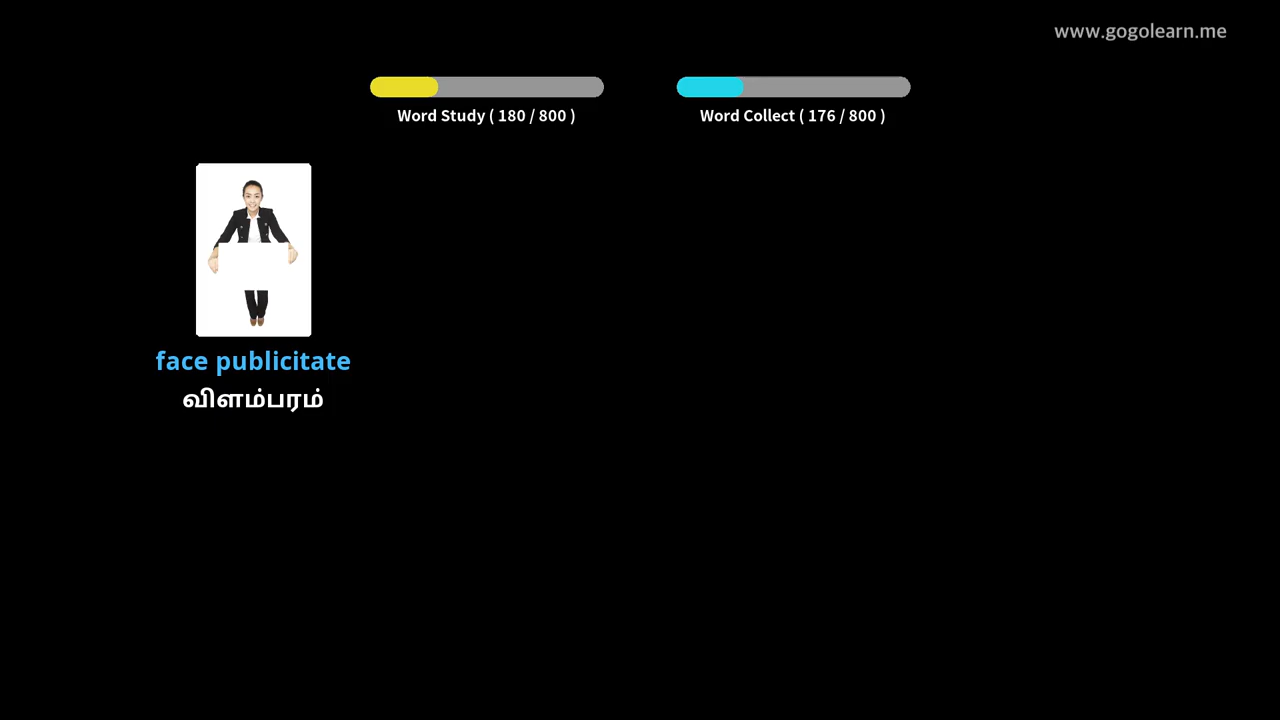 www.gogolearn.me
Word Study ( 180 / 800 )
Word Collect ( 176 / 800 )
face publicitate
விளம்பரம்